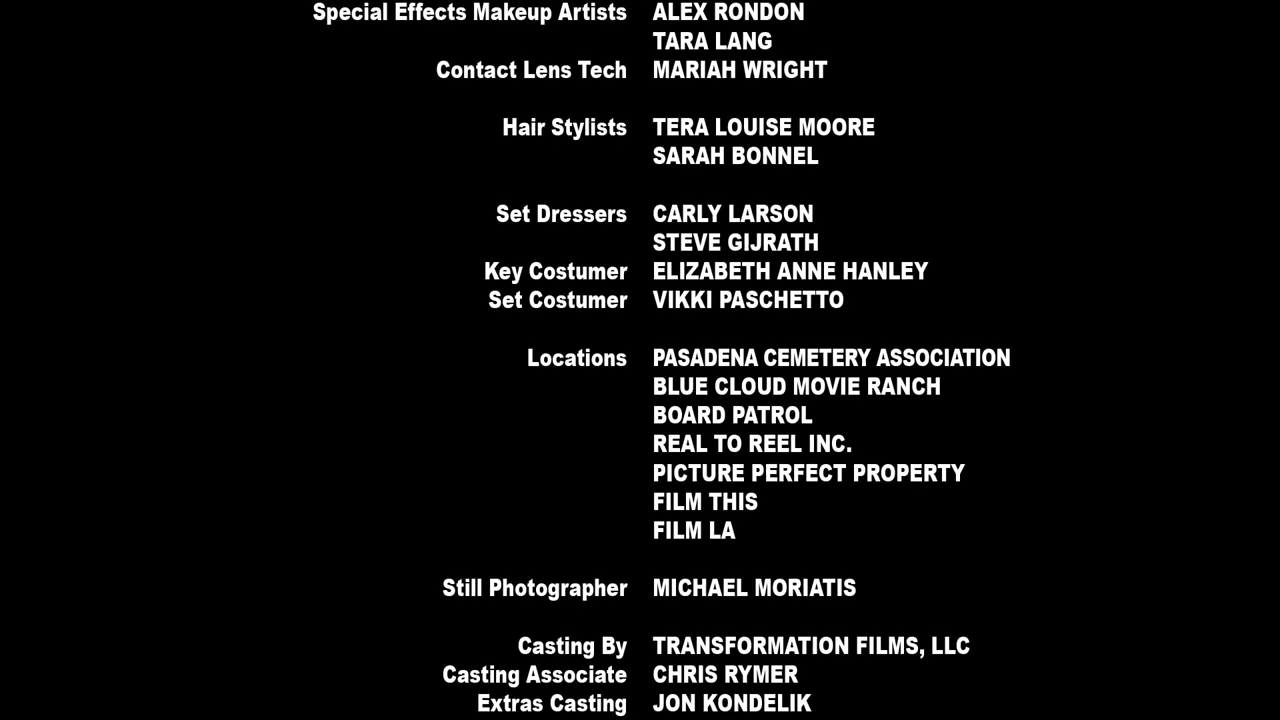 Special Effects Makeup Artists ALEX RONDON
TARA LANG
Contact Lens Tech MARIAH WRIGHT
Hair Stylists TERA LOUISE MOORE
SARAH BONNEL
Set Dressers CARLY LARSON
STEVE GIJRATH
Key Costumer ELIZABETH ANNE HANLEY
Set Costumer VIKKI PASCHETTO
Locations PASADENA CEMETERY ASSOCIATION
BLUE CLOUD MOVIE RANCH
BOARD PATROL
REAL TO REEL INC.
PICTURE PERFECT PROPERTY
FILM THIS
FILM LA
Still Photographer MICHAEL MORIATIS
Casting By TRANSFORMATION FILMS, LLC
Casting Associate CHRIS RYMER
Extras Casting JON KONDELIK